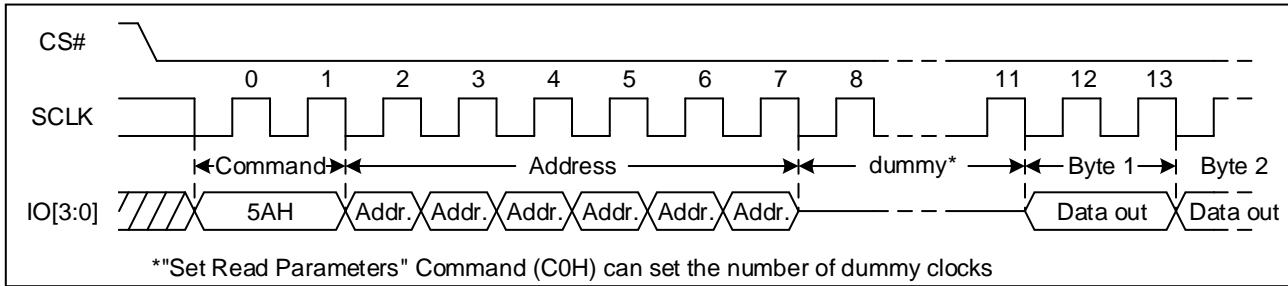 CS#
0 1 2 3 4 5 6 7 8 11 12 13
SCLK
Command Address dummy* Byte 1 Byte 2
IO[3:0] 5AH Addr. Addr. Addr. Addr. Addr. Addr. Data out Data out
*"Set Read Parameters" Command (C0H) can set the number of dummy clocks